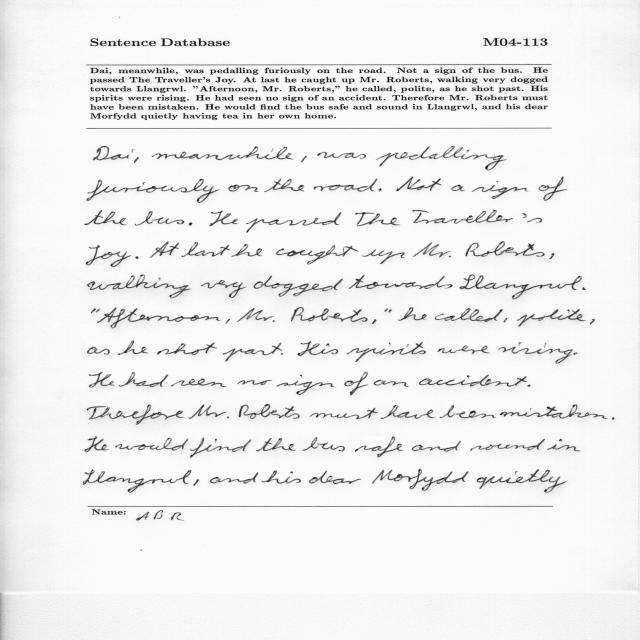 Sentence Database M04-113
Dai, meanwhile, was pedalling furiously on the road. Not a sign of the bus. He
passed The Traveller's Joy. At last he caught up Mr. Roberts, walking very dogged
towards Llangrwl. "Afternoon, Mr. Roberts," he called, polite, as he shot past. His
spirits were rising. He had seen no sign of an accident. Therefore Mr. Roberts must
have been mistaken. He would find the bus safe and sound in Llangrwl, and his dear
Morfydd quietly having tea in her own home.
Dai, meanwhile, was pedalling
furiously on the road. Not a sign of
the bus. He passed The Traveller's
Joy. At last he caught up Mr. Roberts,
walking very dogged towards Llangrwl.
"Afternoon, Mr. Roberts," he called, polite,
as he shot past. His spirits were rising.
He had seen no sign of an accident.
Therefore Mr. Roberts must have been mistaken.
He would find the bus safe and sound in
Llangrwl, and his dear Morfydd quietly
Name: ABR